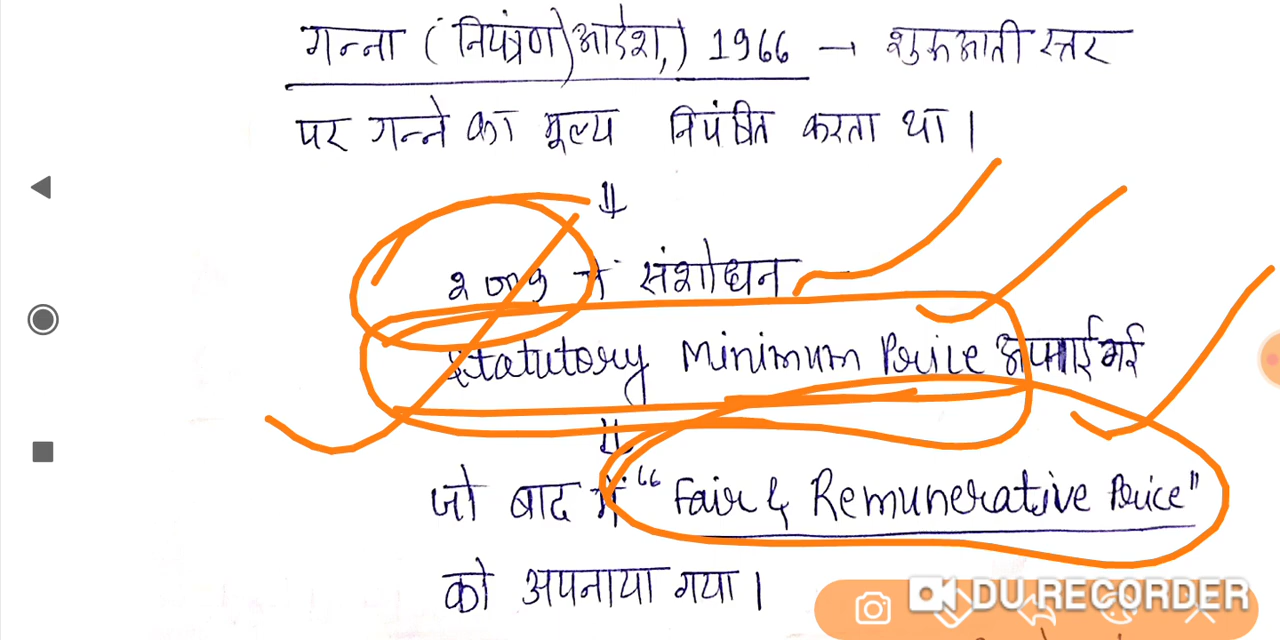 गन्ना (नियंत्रण) आदेश,) 1966 → शुरुआती स्तर
पर गन्ने का मूल्य नियंत्रित करता था।
में संशोधन
Statutory Minimum Price अपनाई गई
जो बाद में "Fair & Remunerative Price"
को अपनाया गया।
DU RECORDER